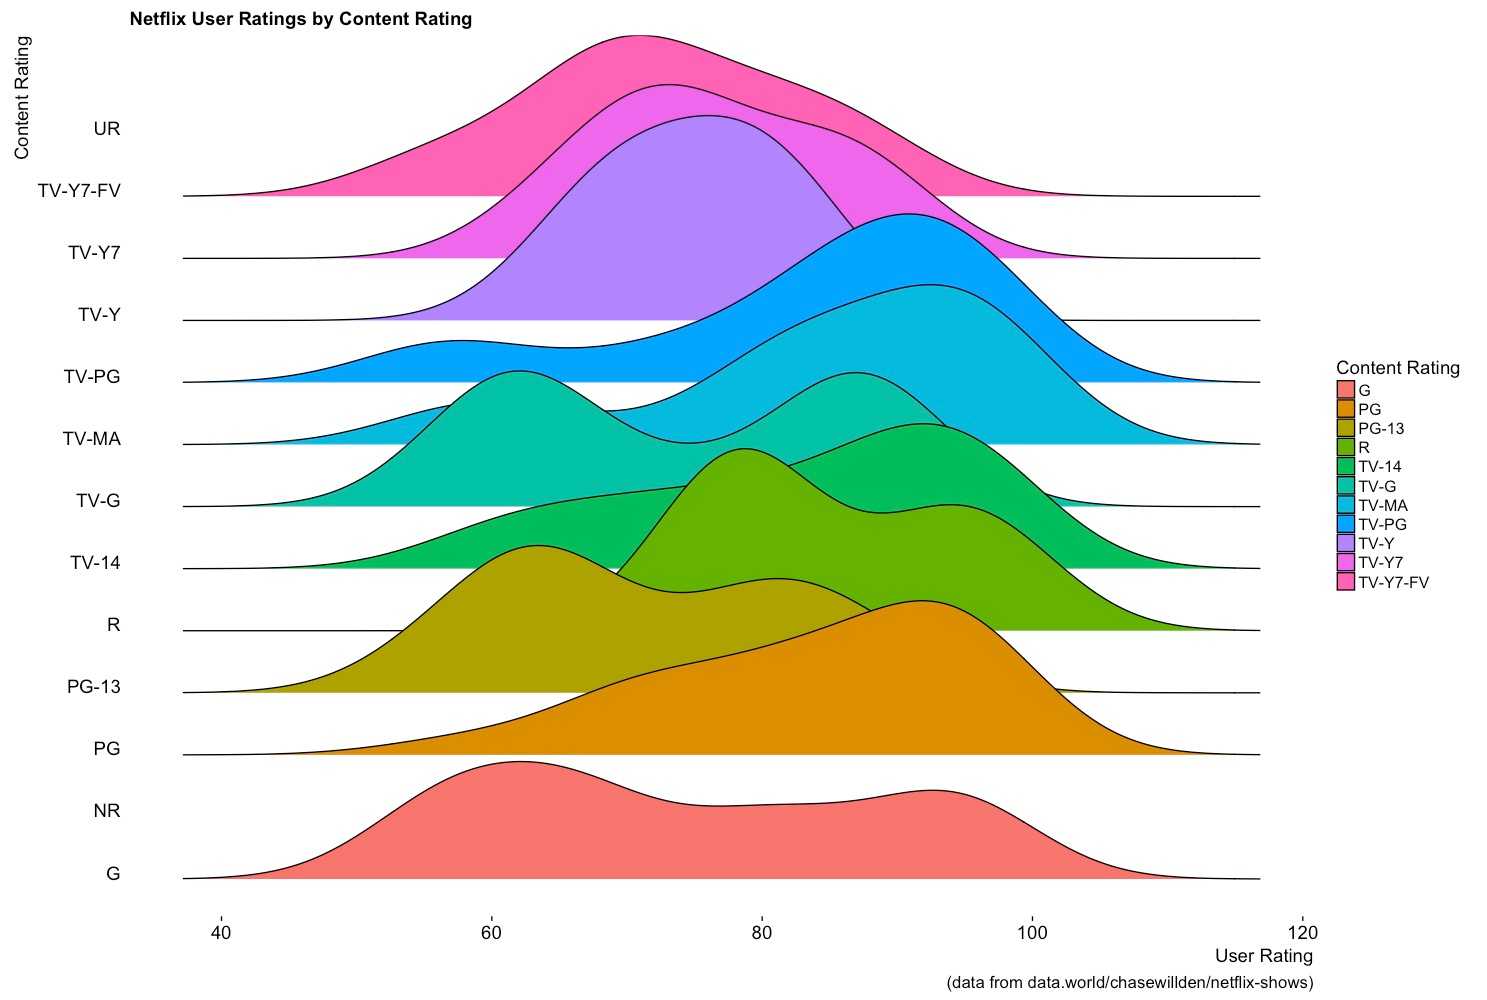 Netflix User Ratings by Content Rating
Content Rating
UR
TV-Y7-FV
TV-Y7
TV-Y
TV-PG
TV-MA
TV-G
TV-14
R
PG-13
PG
NR
G
Content Rating
G
PG
PG-13
R
TV-14
TV-G
TV-MA
TV-PG
TV-Y
TV-Y7
TV-Y7-FV
40 60 80 100 120
User Rating
(data from data.world/chasewillden/netflix-shows)